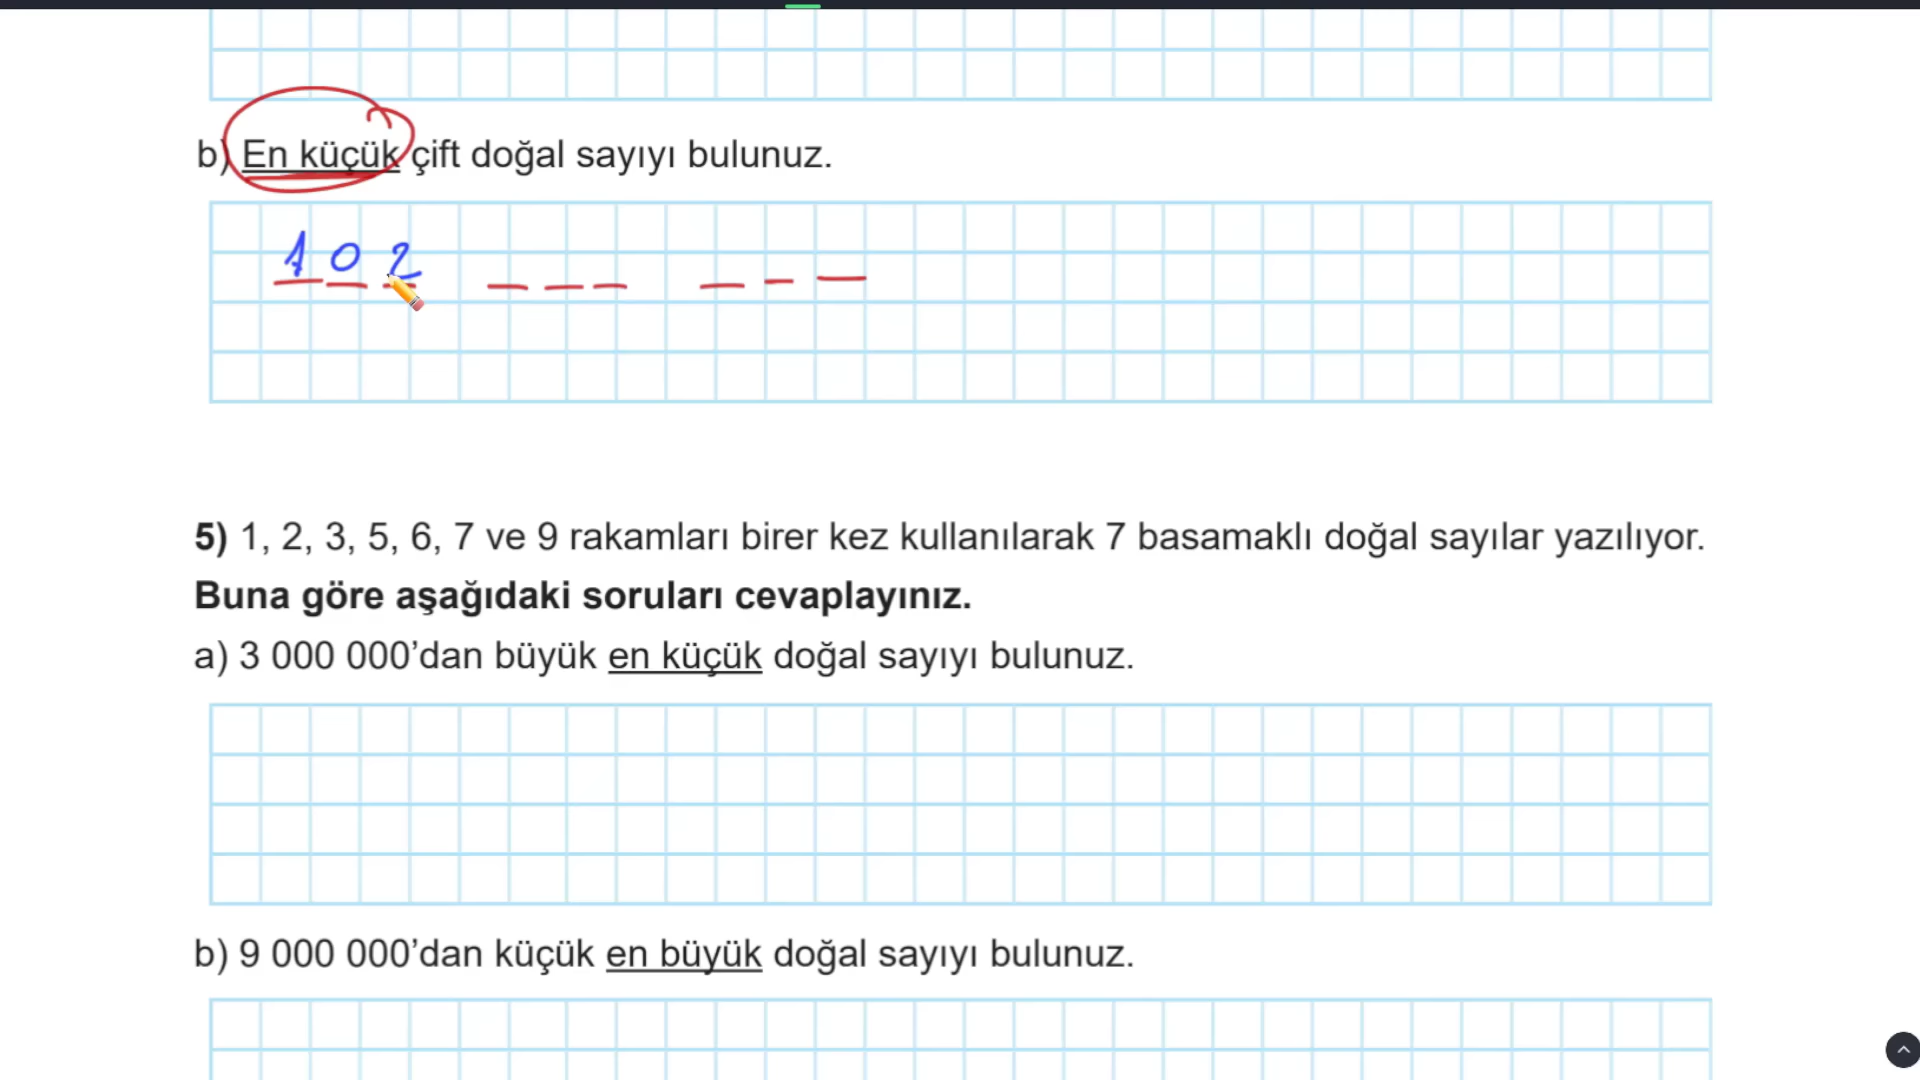 b) En küçük çift doğal sayıyı bulunuz.
1 0 2
5) 1, 2, 3, 5, 6, 7 ve 9 rakamları birer kez kullanılarak 7 basamaklı doğal sayılar yazılıyor.
Buna göre aşağıdaki soruları cevaplayınız.
a) 3 000 000’dan büyük en küçük doğal sayıyı bulunuz.
b) 9 000 000’dan küçük en büyük doğal sayıyı bulunuz.